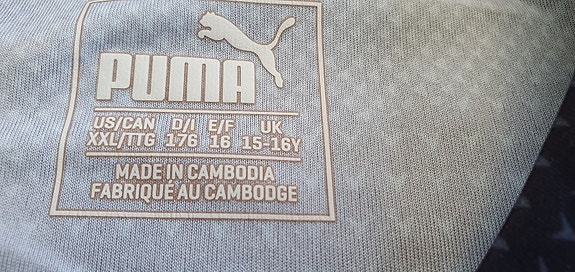 PUMA
US/CAN D/I E/F UK
XXL/TTG 176 16 15-16Y
MADE IN CAMBODIA
FABRIQUÉ AU CAMBODGE